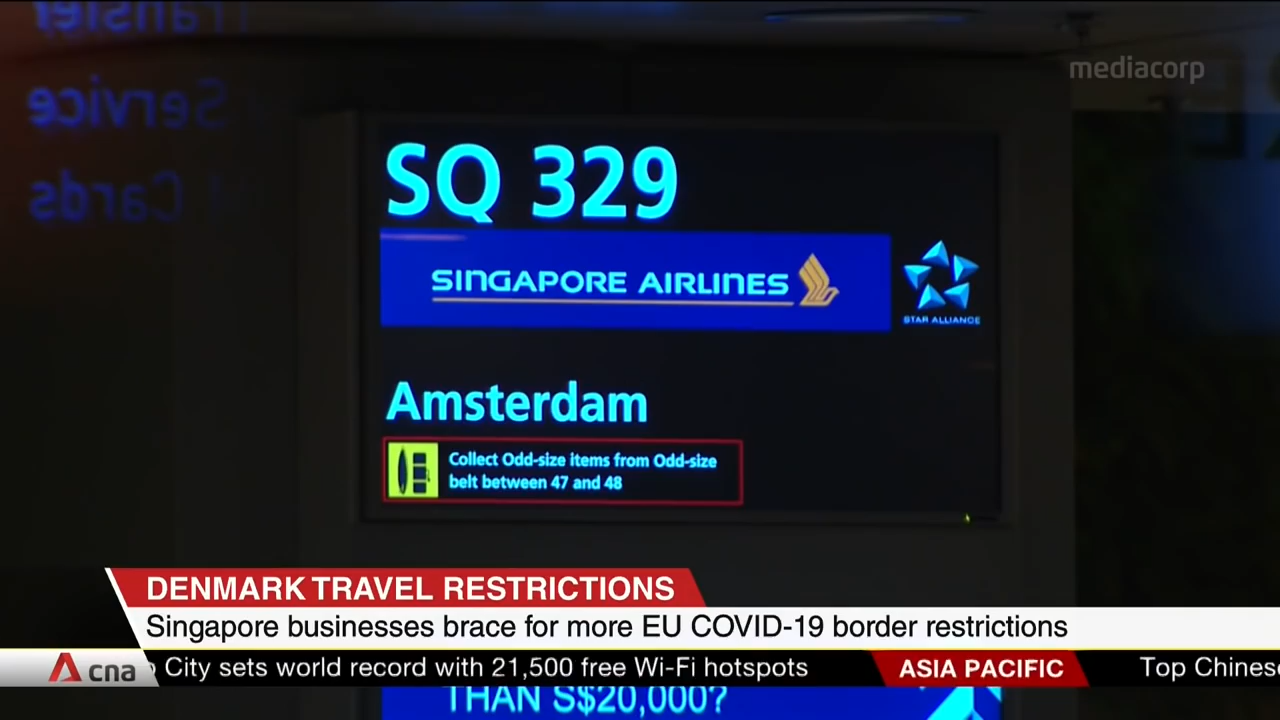 Transfer
Service
Cards
mediacorp
SQ 329
SINGAPORE AIRLINES
STAR ALLIANCE
Amsterdam
Collect Odd-size items from Odd-size
belt between 47 and 48
DENMARK TRAVEL RESTRICTIONS
Singapore businesses brace for more EU COVID-19 border restrictions
cna
City sets world record with 21,500 free Wi-Fi hotspots
ASIA PACIFIC
Top Chinese
THAN S$20,000?